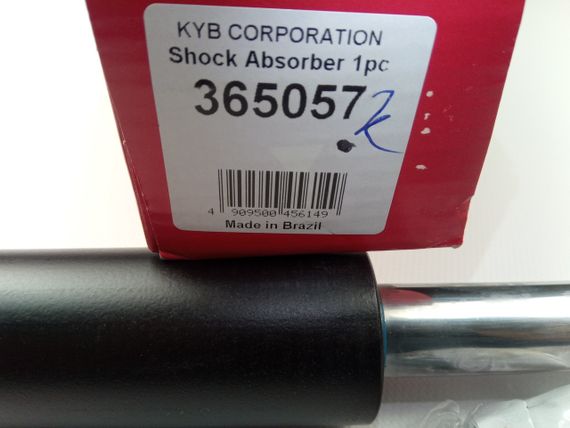 KYB CORPORATION
Shock Absorber 1pc
365057
4 909500 456149
Made in Brazil